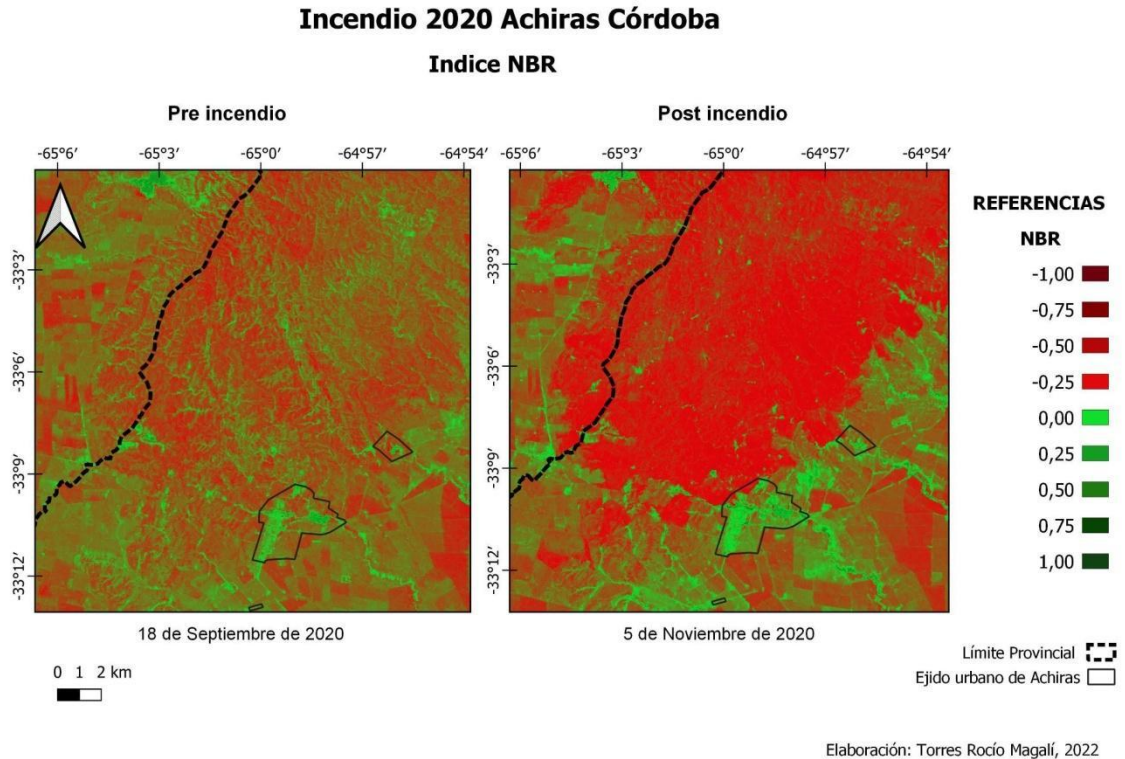 Incendio 2020 Achiras Córdoba
Indice NBR
Pre incendio
-65°6′ -65°3′ -65°0′ -64°57′ -64°54′
-33°3′
-33°6′
-33°9′
-33°12′
18 de Septiembre de 2020
0 1 2 km
Post incendio
-65°6′ -65°3′ -65°0′ -64°57′ -64°54′
-33°3′
-33°6′
-33°9′
-33°12′
5 de Noviembre de 2020
REFERENCIAS
NBR
-1,00
-0,75
-0,50
-0,25
0,00
0,25
0,50
0,75
1,00
Límite Provincial
Ejido urbano de Achiras
Elaboración: Torres Rocío Magalí, 2022